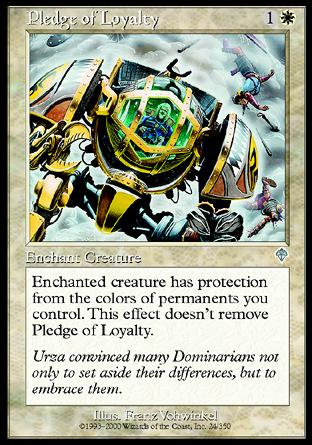 Pledge of Loyalty 1
Enchant Creature
Enchanted creature has protection
from the colors of permanents you
control. This effect doesn't remove
Pledge of Loyalty.
Urza convinced many Dominarians not
only to set aside their differences, but to
embrace them.
Illus. Franz Vohwinkel
©1993–2000 Wizards of the Coast, Inc. 24/350